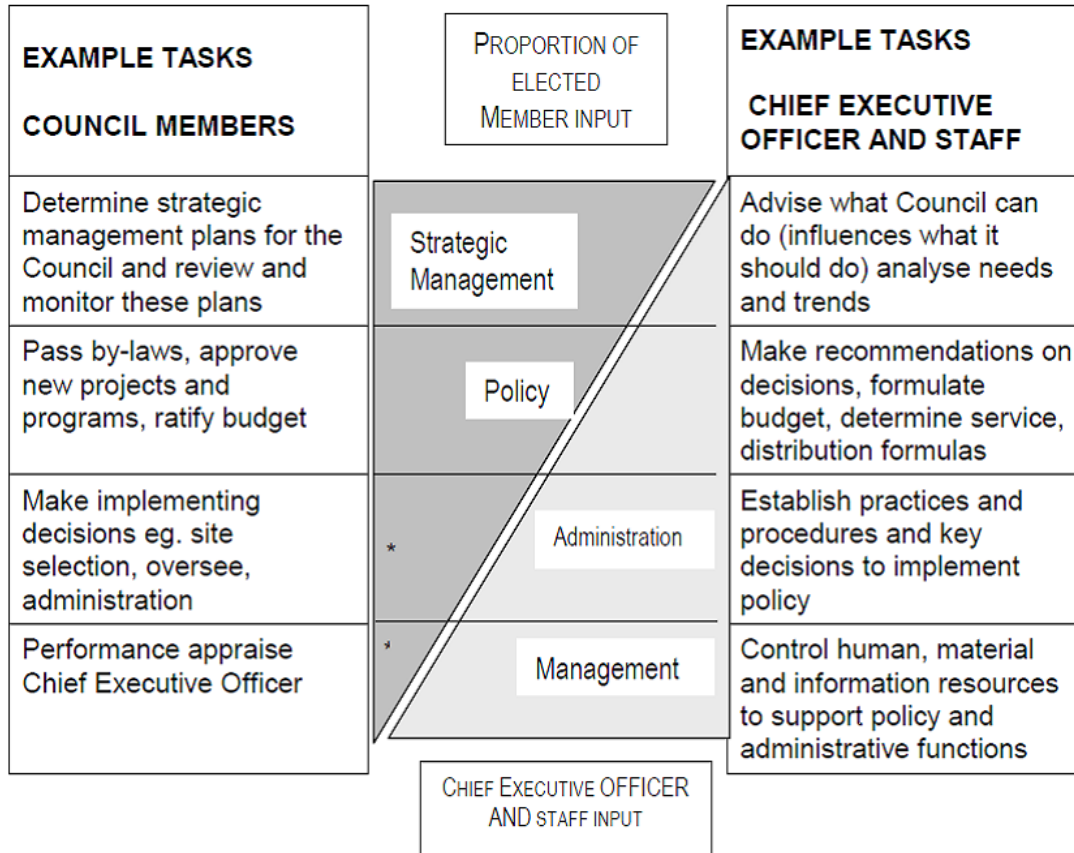 EXAMPLE TASKS
COUNCIL MEMBERS
PROPORTION OF
ELECTED
MEMBER INPUT
EXAMPLE TASKS
CHIEF EXECUTIVE
OFFICER AND STAFF
Determine strategic
management plans for the
Council and review and
monitor these plans
Strategic
Management
Advise what Council can
do (influences what it
should do) analyse needs
and trends
Pass by-laws, approve
new projects and
programs, ratify budget
Policy
Make recommendations on
decisions, formulate
budget, determine service,
distribution formulas
Make implementing
decisions eg. site
selection, oversee,
administration
*
Administration
Establish practices and
procedures and key
decisions to implement
policy
Performance appraise
Chief Executive Officer
*
Management
Control human, material
and information resources
to support policy and
administrative functions
CHIEF EXECUTIVE OFFICER
AND STAFF INPUT